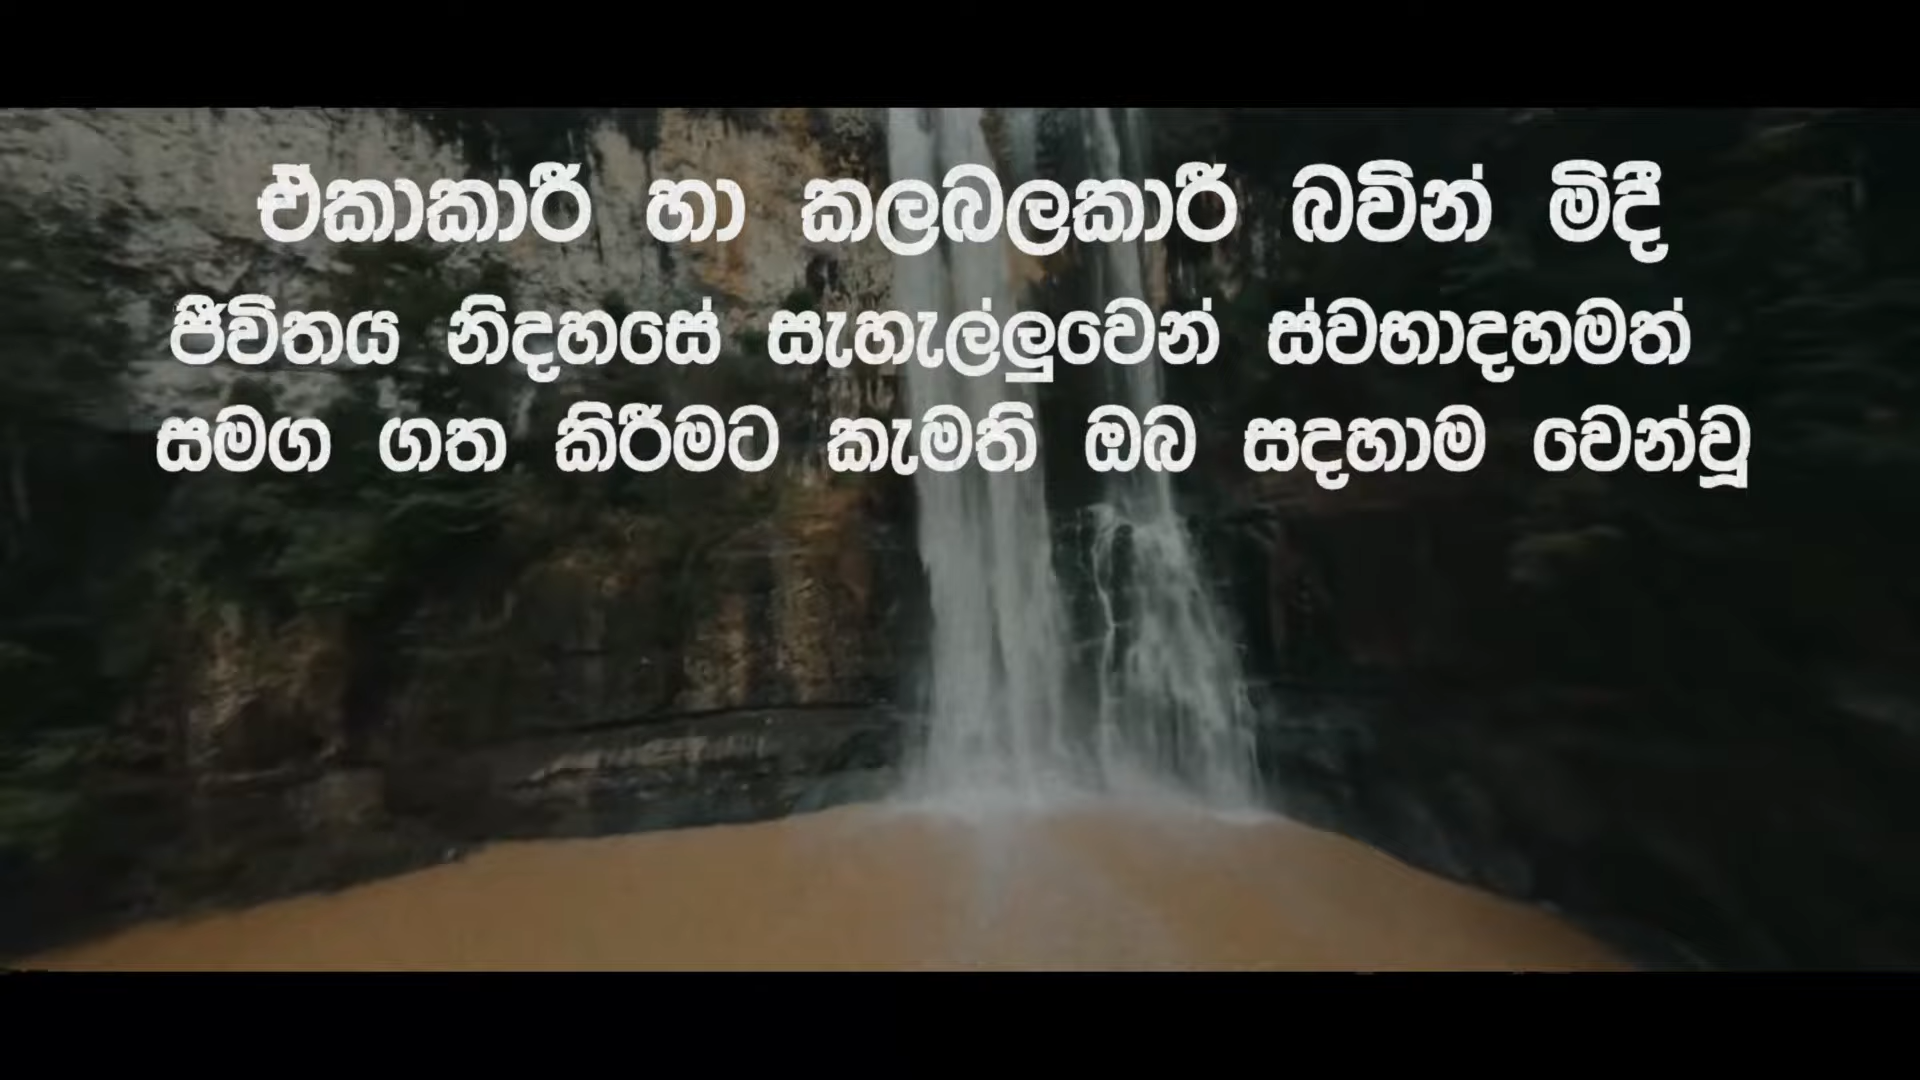 ඒකාකාරී හා කලබලකාරී බවින් මිදී
ජීවිතය නිදහසේ සැහැල්ලුවෙන් ස්වභාදහමත්
සමග ගත කිරීමට කැමති ඔබ සදහාම වෙන්වූ